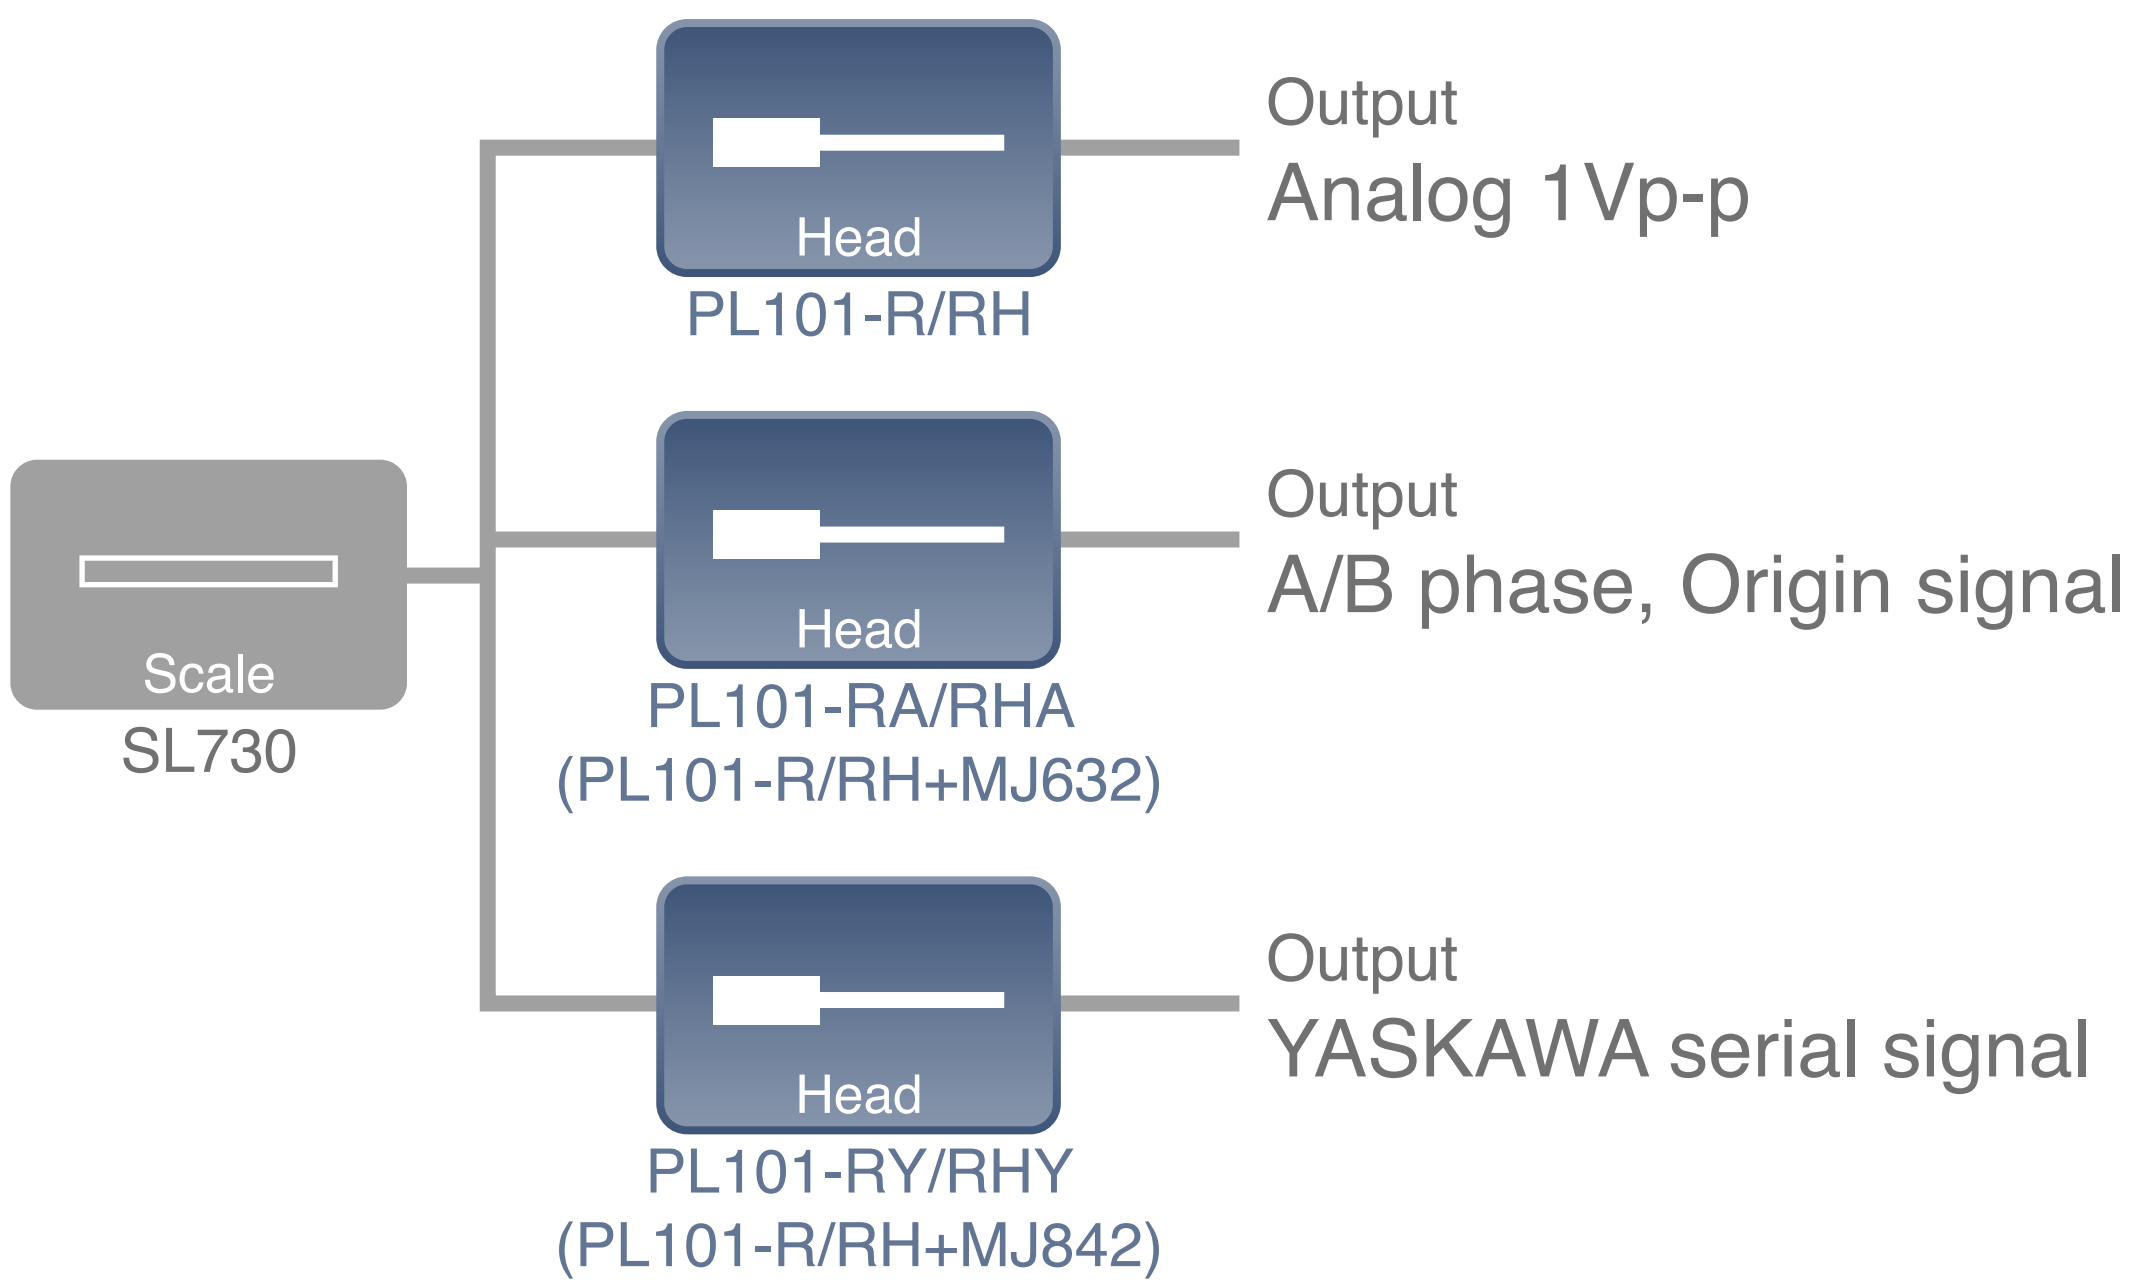 Head
PL101-R/RH
Output
Analog 1Vp-p
Scale
SL730
Head
PL101-RA/RHA
(PL101-R/RH+MJ632)
Output
A/B phase, Origin signal
Head
PL101-RY/RHY
(PL101-R/RH+MJ842)
Output
YASKAWA serial signal